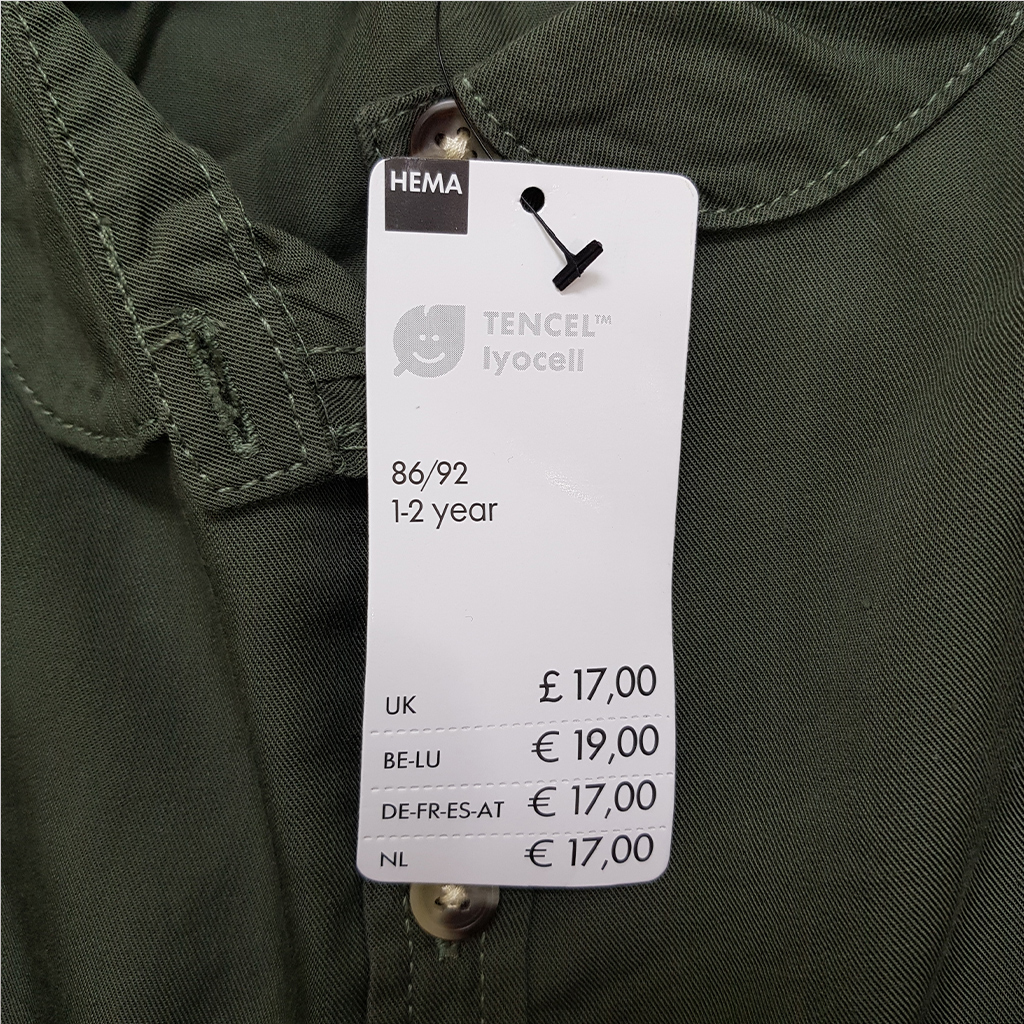 HEMA
TENCEL™
lyocell
86/92
1-2 year
UK £ 17,00
BE-LU € 19,00
DE-FR-ES-AT € 17,00
NL € 17,00